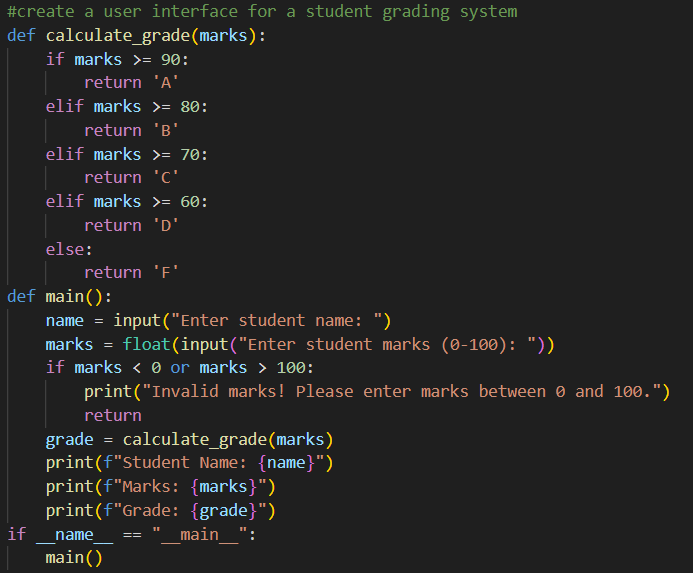 #create a user interface for a student grading system
def calculate_grade(marks):
    if marks >= 90:
        return 'A'
    elif marks >= 80:
        return 'B'
    elif marks >= 70:
        return 'C'
    elif marks >= 60:
        return 'D'
    else:
        return 'F'
def main():
    name = input("Enter student name: ")
    marks = float(input("Enter student marks (0-100): "))
    if marks < 0 or marks > 100:
        print("Invalid marks! Please enter marks between 0 and 100.")
        return
    grade = calculate_grade(marks)
    print(f"Student Name: {name}")
    print(f"Marks: {marks}")
    print(f"Grade: {grade}")
if __name__ == "__main__":
    main()